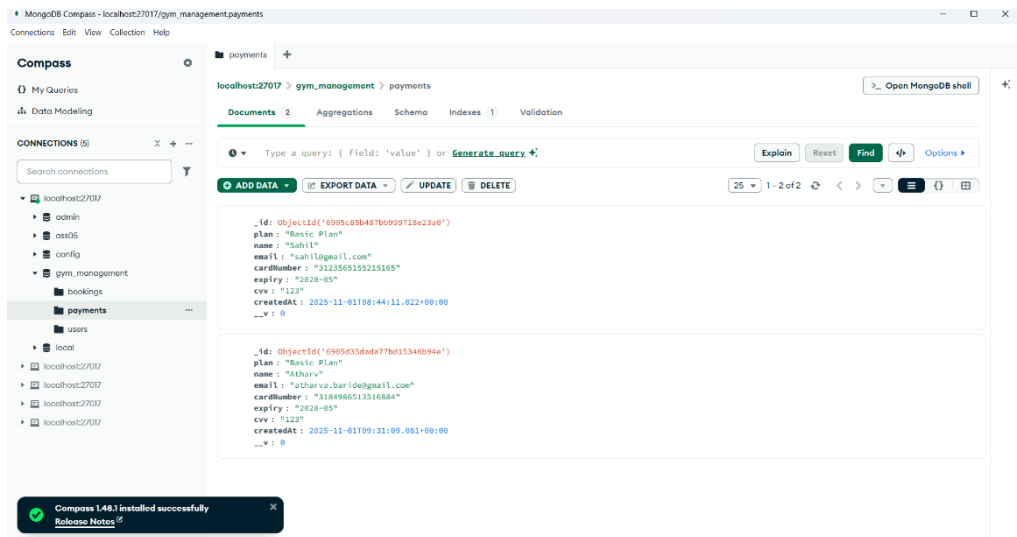 MongoDB Compass - localhost:27017/gym_management.payments
Connections Edit View Collection Help
Compass
My Queries
Data Modeling
CONNECTIONS (5)
Search connections
localhost:27017
admin
ass06
config
gym_management
bookings
payments
users
local
localhost:27017
localhost:27017
localhost:27017
localhost:27017
payments
localhost:27017 > gym_management > payments
>_ Open MongoDB shell
Documents 2 Aggregations Schema Indexes 1 Validation
Type a query: { field: 'value' } or Generate query
Explain Reset Find </> Options
ADD DATA EXPORT DATA UPDATE DELETE
25 1 - 2 of 2
_id: ObjectId('6905c85b487bb999718e23a0')
plan : "Basic Plan"
name : "Sahil"
email : "sahil@gmail.com"
cardNumber : "3123565155215165"
expiry : "2028-05"
cvv : "123"
createdAt : 2025-11-01T08:44:11.022+00:00
__v : 0
_id: ObjectId('6905d35dada77bd15346b94e')
plan : "Basic Plan"
name : "Atharv"
email : "atharva.baride@gmail.com"
cardNumber : "3184986513516884"
expiry : "2028-05"
cvv : "123"
createdAt : 2025-11-01T09:31:09.081+00:00
__v : 0
Compass 1.48.1 installed successfully
Release Notes